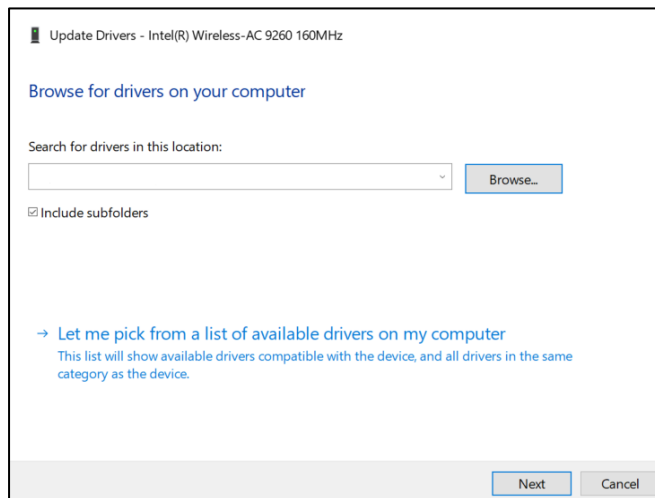 Update Drivers - Intel(R) Wireless-AC 9260 160MHz
Browse for drivers on your computer
Search for drivers in this location:
Browse...
Include subfolders
→ Let me pick from a list of available drivers on my computer
This list will show available drivers compatible with the device, and all drivers in the same
category as the device.
Next Cancel